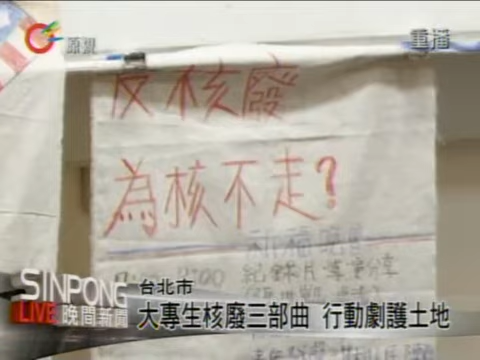 原視
重播
反核廢
為核不走?
紀錄片導演分享
台北市
SINPONG
LIVE 晚間新聞
大專生核廢三部曲 行動劇護土地